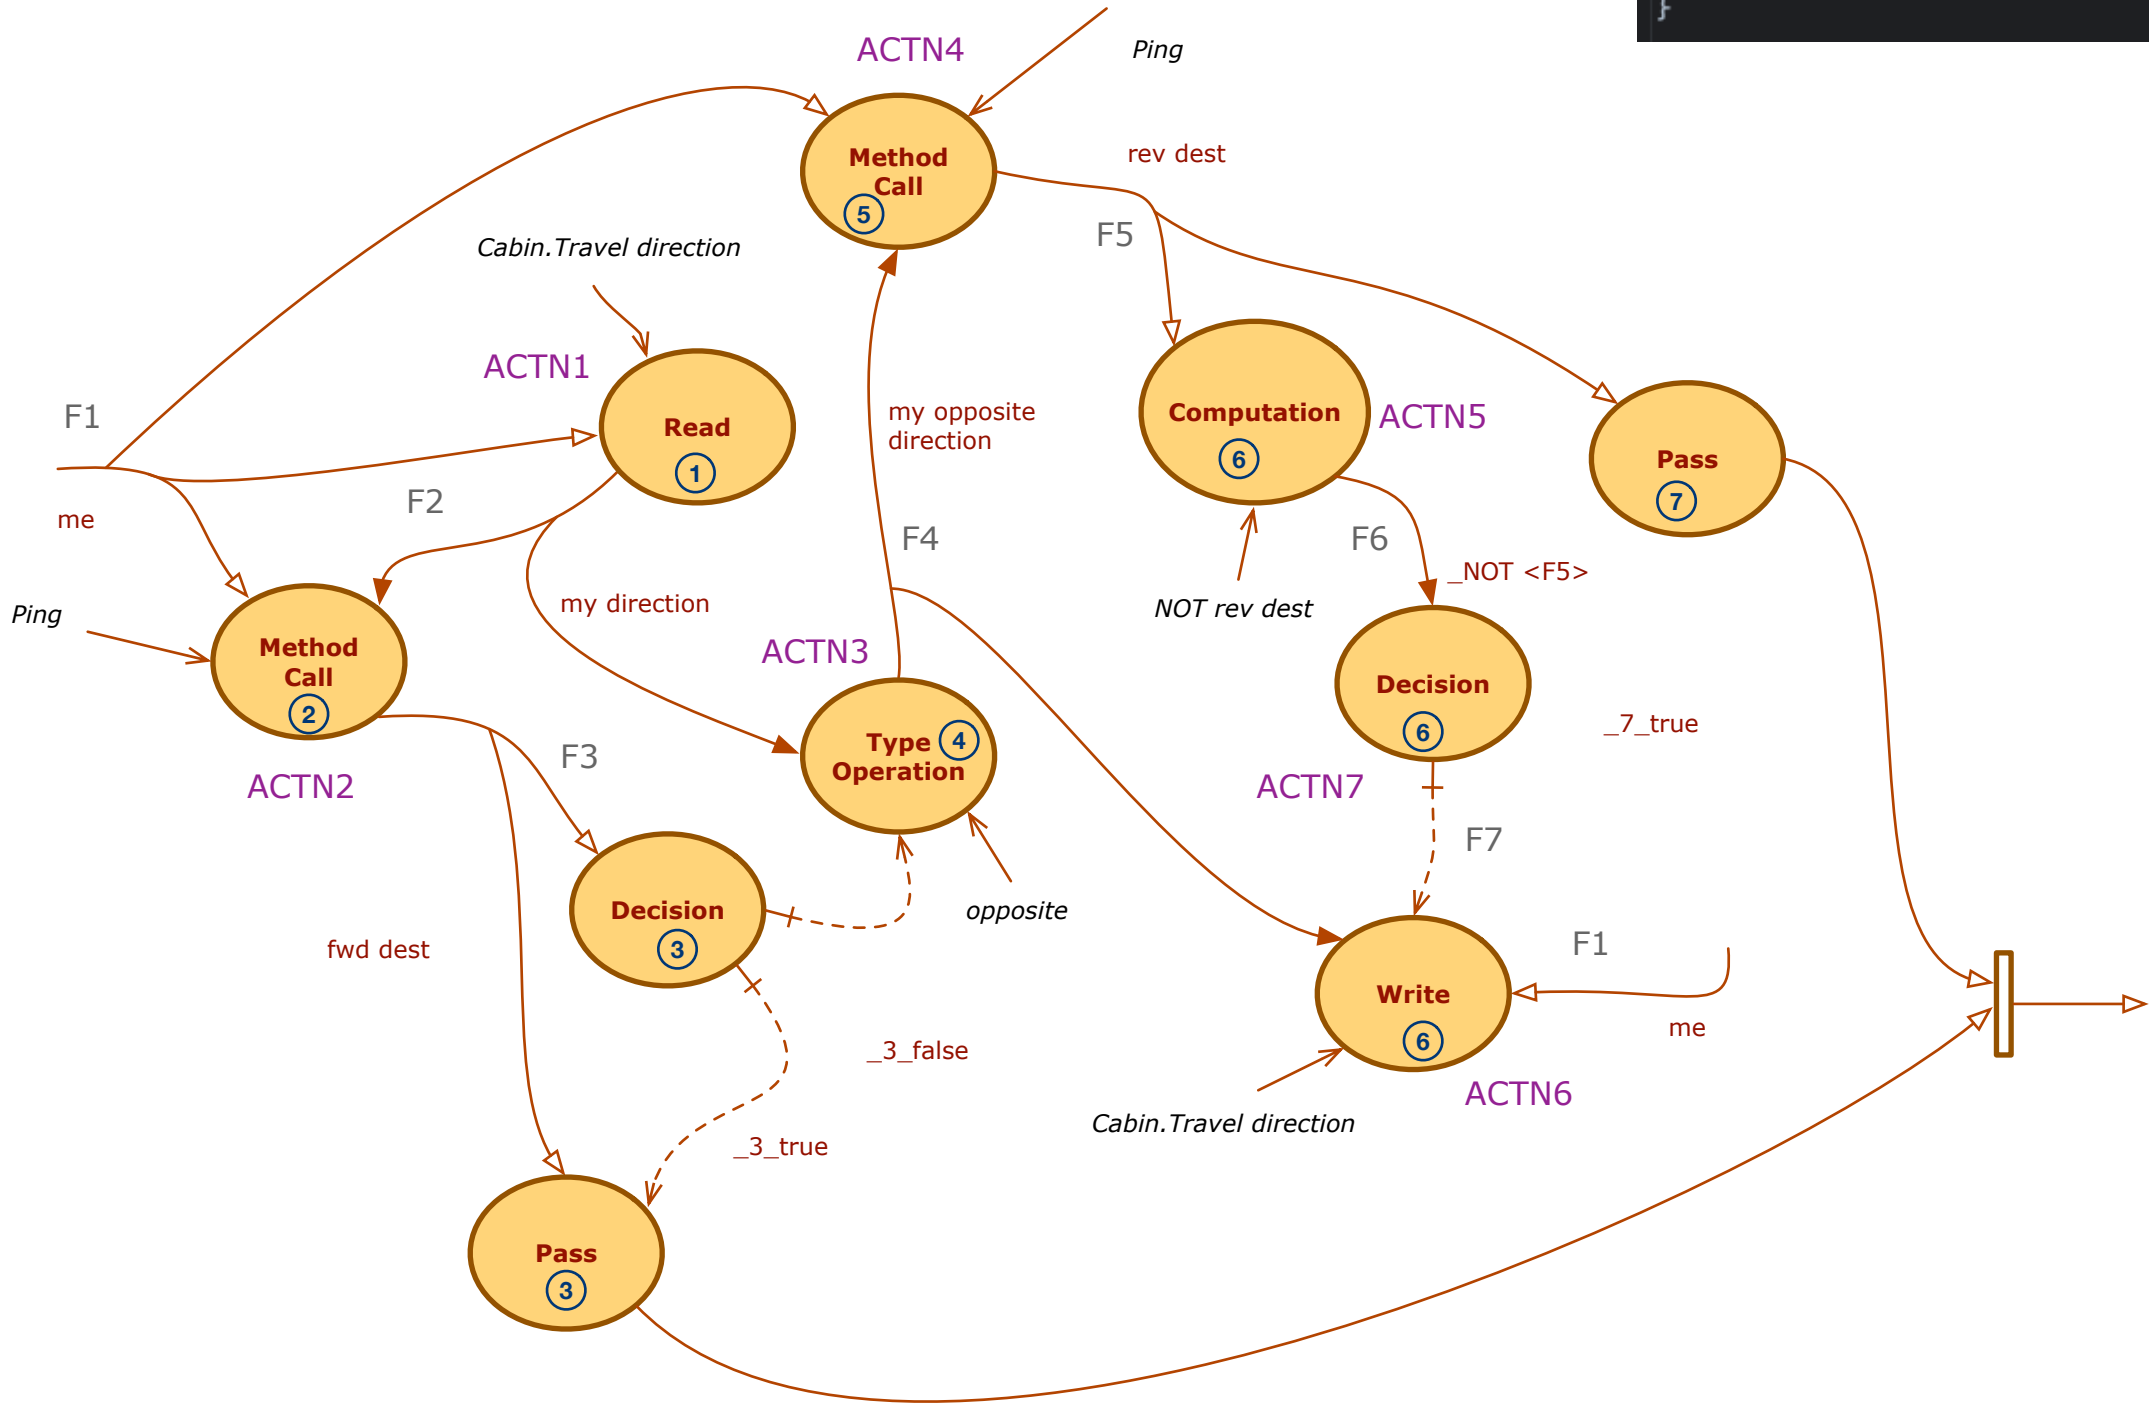 }
ACTN4
Ping
Method
Call
5
rev dest
F5
Cabin.Travel direction
ACTN1
Read
1
my opposite
direction
Computation
6
ACTN5
Pass
7
F1
me
F2
F4
F6
_NOT <F5>
NOT rev dest
Ping
my direction
Method
Call
2
ACTN2
ACTN3
Type
Operation
4
Decision
6
_7_true
ACTN7
F3
F7
Decision
3
opposite
fwd dest
F1
me
Write
6
_3_false
ACTN6
Cabin.Travel direction
_3_true
Pass
3